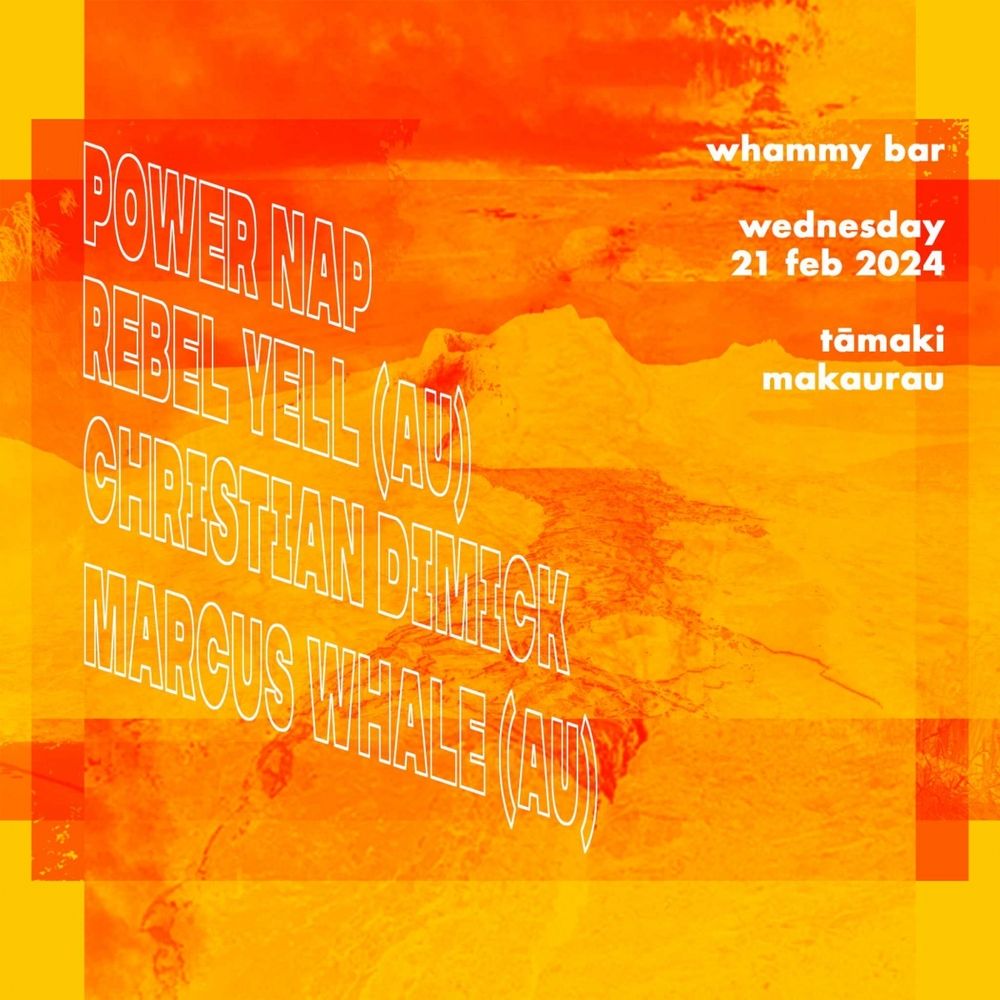 POWER NAP
REBEL YELL (AU)
CHRISTIAN DIMICK
MARCUS WHALE (AU)
whammy bar
wednesday
21 feb 2024
tāmaki
makaurau